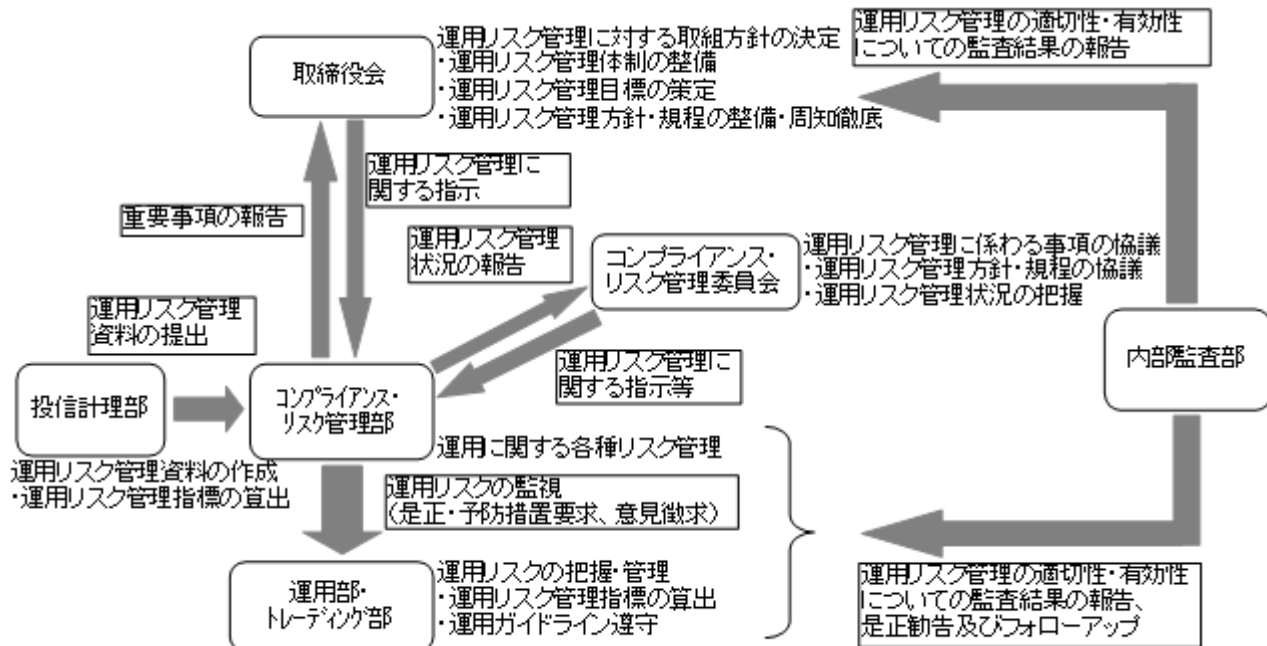 取締役会
運用リスク管理に対する取組方針の決定
・運用リスク管理体制の整備
・運用リスク管理目標の策定
・運用リスク管理方針・規程の整備・周知徹底
運用リスク管理の適切性・有効性
についての監査結果の報告
運用リスク管理に
関する指示
重要事項の報告
運用リスク管理
状況の報告
コンプライアンス・
リスク管理委員会
運用リスク管理に係わる事項の協議
・運用リスク管理方針・規程の協議
・運用リスク管理状況の把握
運用リスク管理
資料の提出
内部監査部
運用リスク管理に
関する指示等
投信計理部
コンプライアンス・
リスク管理部
運用に関する各種リスク管理
運用リスク管理資料の作成
・運用リスク管理指標の算出
運用リスクの監視
(是正・予防措置要求、意見徴求)
運用部・
トレーディング部
運用リスクの把握・管理
・運用リスク管理指標の算出
・運用ガイドライン遵守
運用リスク管理の適切性・有効性
についての監査結果の報告、
是正勧告及びフォローアップ